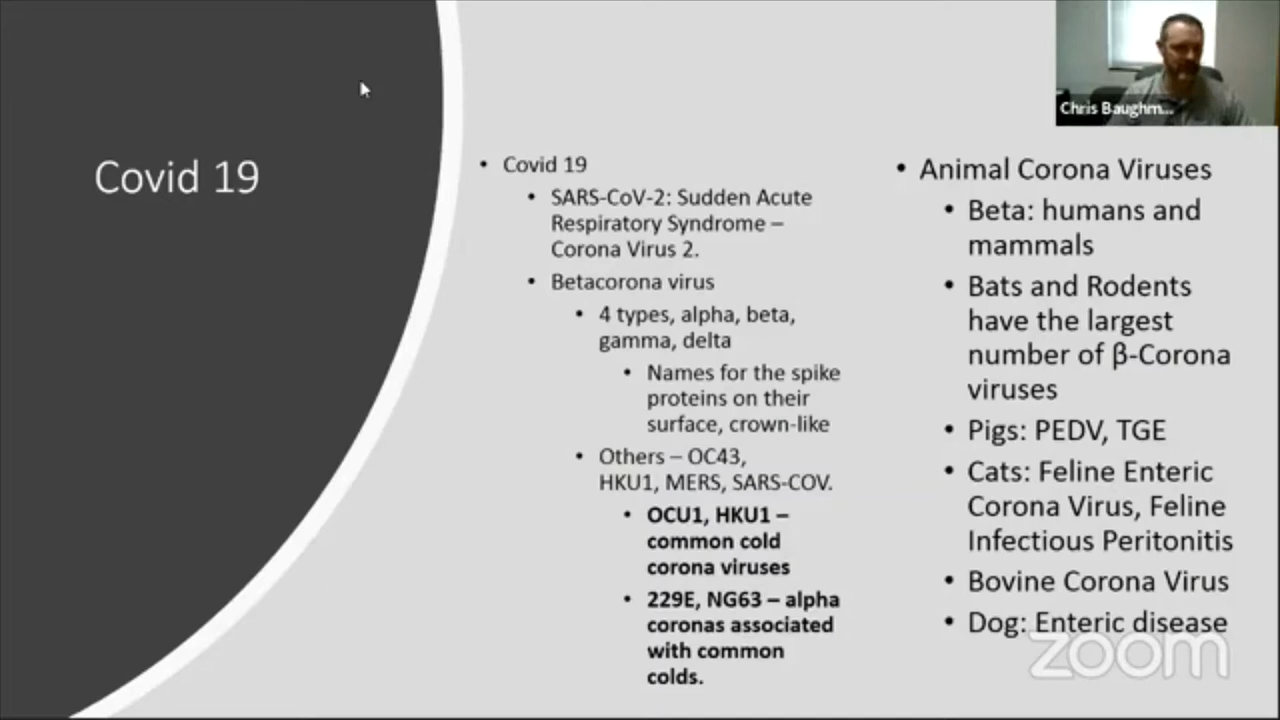 Chris Baughm...
Covid 19
• Covid 19
• SARS-CoV-2: Sudden Acute
Respiratory Syndrome –
Corona Virus 2.
• Betacorona virus
• 4 types, alpha, beta,
gamma, delta
• Names for the spike
proteins on their
surface, crown-like
• Others – OC43,
HKU1, MERS, SARS-COV.
• OCU1, HKU1 –
common cold
corona viruses
• 229E, NG63 – alpha
coronas associated
with common
colds.
• Animal Corona Viruses
• Beta: humans and
mammals
• Bats and Rodents
have the largest
number of β-Corona
viruses
• Pigs: PEDV, TGE
• Cats: Feline Enteric
Corona Virus, Feline
Infectious Peritonitis
• Bovine Corona Virus
• Dog: Enteric disease
zoom